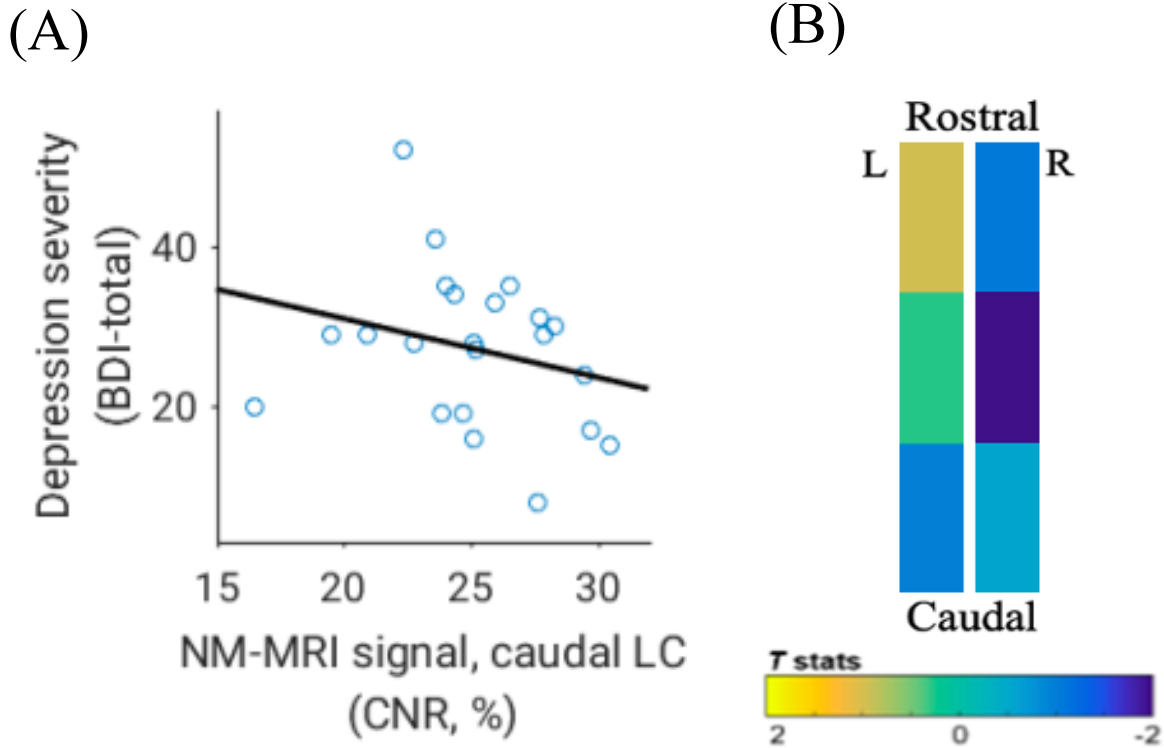 (A)
Depression severity
(BDI-total)
40
20
15 20 25 30
NM-MRI signal, caudal LC
(CNR, %)
(B)
Rostral
L R
Caudal
T stats
2 0 -2